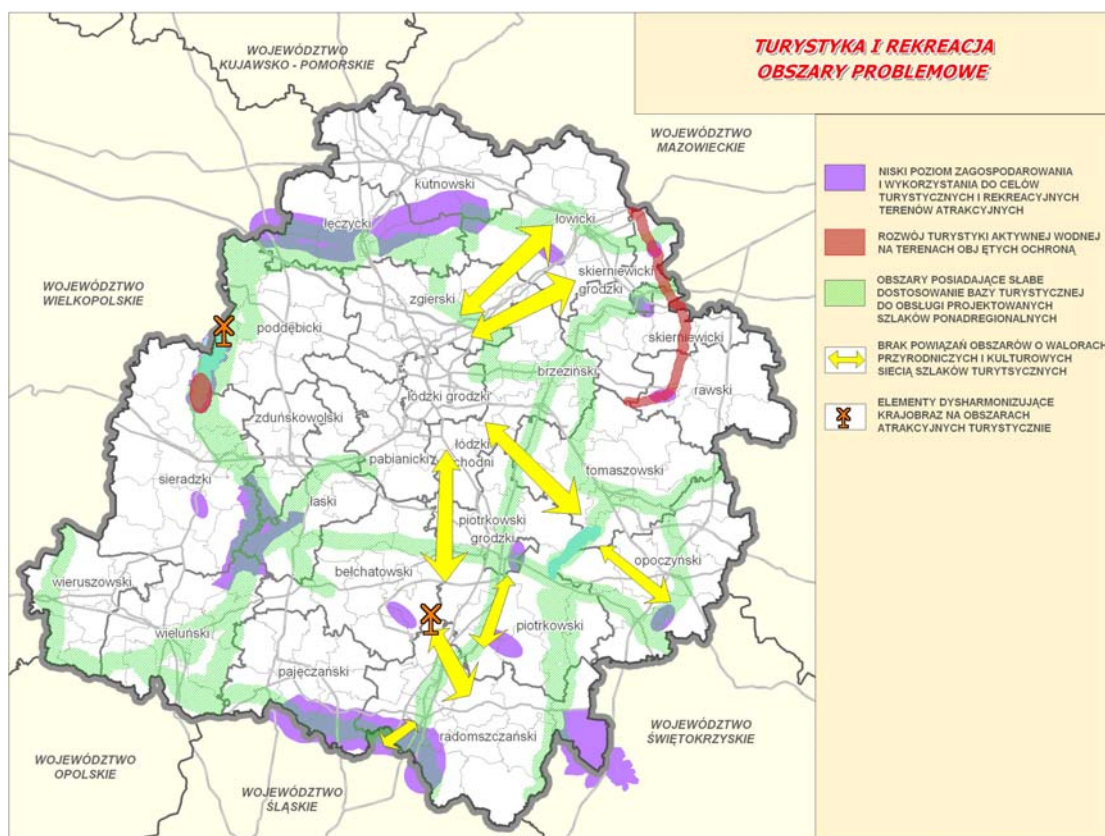 TURYSTYKA I REKREACJA
OBSZARY PROBLEMOWE
WOJEWÓDZTWO
KUJAWSKO - POMORSKIE
WOJEWÓDZTWO
MAZOWIECKIE
WOJEWÓDZTWO
WIELKOPOLSKIE
WOJEWÓDZTWO
OPOLSKIE
WOJEWÓDZTWO
ŚLĄSKIE
WOJEWÓDZTWO
ŚWIĘTOKRZYSKIE
kutnowski
łęczycki
łowicki
zgierski
skierniewicki
grodzki
poddębicki
skierniewicki
brzeziński
rawski
łódzki grodzki
zduńskowolski
łódzki
pabianicki
wschodni
sieradzki
tomaszowski
łaski
piotrkowski
grodzki
opoczyński
bełchatowski
wieruszowski
wieluński
piotrkowski
pajęczański
radomszczański
NISKI POZIOM ZAGOSPODAROWANIA
I WYKORZYSTANIA DO CELÓW
TURYSTYCZNYCH I REKREACYJNYCH
TERENÓW ATRAKCYJNYCH
ROZWÓJ TURYSTYKI AKTYWNEJ WODNEJ
NA TERENACH OBJ ĘTYCH OCHRONĄ
OBSZARY POSIADAJĄCE SŁABE
DOSTOSOWANIE BAZY TURYSTYCZNEJ
DO OBSŁUGI PROJEKTOWANYCH
SZLAKÓW PONADREGIONALNYCH
BRAK POWIĄZAŃ OBSZARÓW O WALORACH
PRZYRODNICZYCH I KULTUROWYCH
SIECIĄ SZLAKÓW TURYTSYCZNYCH
ELEMENTY DYSHARMONIZUJĄCE
KRAJOBRAZ NA OBSZARACH
ATRAKCYJNYCH TURYSTYCZNIE